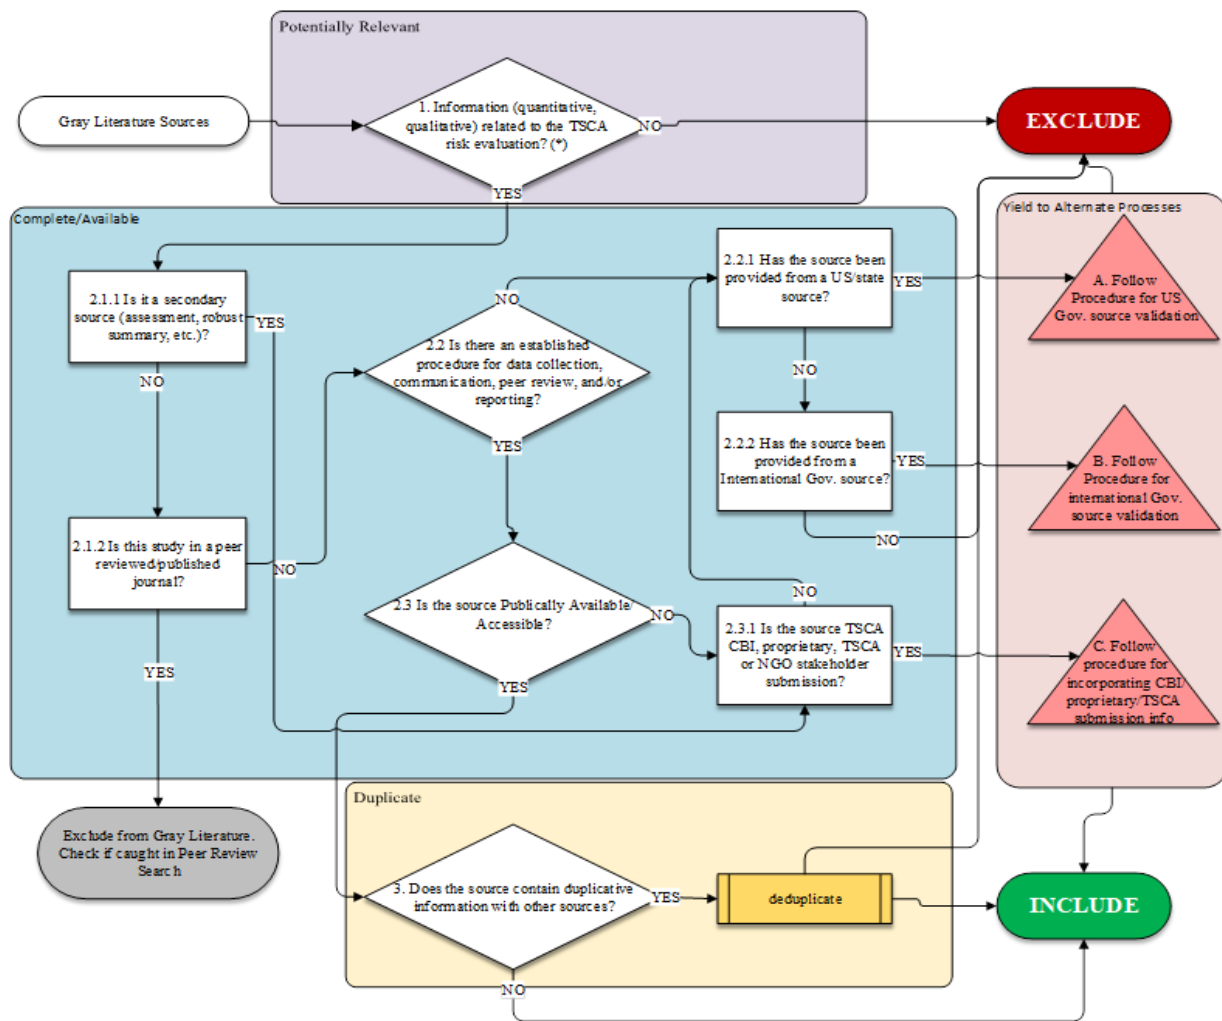 Potentially Relevant
Gray Literature Sources
1. Information (quantitative,
qualitative) related to the TSCA
risk evaluation? (*)
NO
EXCLUDE
YES
Complete/Available
Yield to Alternate Processes
2.1.1 Is it a secondary
source (assessment, robust
summary, etc.)?
YES
NO
2.2 Is there an established
procedure for data collection,
communication, peer review, and/or
reporting?
NO
YES
2.2.1 Has the source been
provided from a US/state
source?
YES
NO
A. Follow
Procedure for US
Gov. source validation
2.2.2 Has the source been
provided from a
International Gov. source?
YES
NO
B. Follow
Procedure for
international Gov.
source validation
2.1.2 Is this study in a peer
reviewed/published
journal?
NO
YES
2.3 Is the source Publically Available/
Accessible?
NO
YES
2.3.1 Is the source TSCA
CBI, proprietary, TSCA
or NGO stakeholder
submission?
NO
YES
C. Follow
procedure for
incorporating CBI/
proprietary/TSCA
submission info
Exclude from Gray Literature.
Check if caught in Peer Review
Search
Duplicate
3. Does the source contain duplicative
information with other sources?
YES
deduplicate
INCLUDE
NO